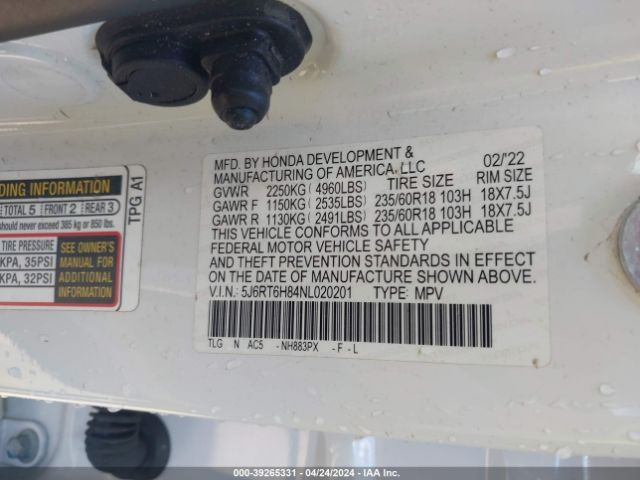 DING INFORMATION
TOTAL 5 FRONT 2 REAR 3
should never exceed 385 kg or 850 lbs.
TIRE PRESSURE
KPA, 35PSI
KPA, 32PSI
SEE OWNER'S
MANUAL FOR
ADDITIONAL
INFORMATION
TPG A1
MFD. BY HONDA DEVELOPMENT &
MANUFACTURING OF AMERICA, LLC 02/'22
GVWR 2250KG ( 4960LBS) TIRE SIZE RIM SIZE
GAWR F 1150KG ( 2535LBS) 235/60R18 103H 18X7.5J
GAWR R 1130KG ( 2491LBS) 235/60R18 103H 18X7.5J
THIS VEHICLE CONFORMS TO ALL APPLICABLE
FEDERAL MOTOR VEHICLE SAFETY
AND THEFT PREVENTION STANDARDS IN EFFECT
ON THE DATE OF MANUFACTURE SHOWN ABOVE.
V.I.N.: 5J6RT6H84NL020201 TYPE: MPV
TLG N AC5 - NH883PX - F - L
000-39265331 - 04/24/2024 - IAA Inc.